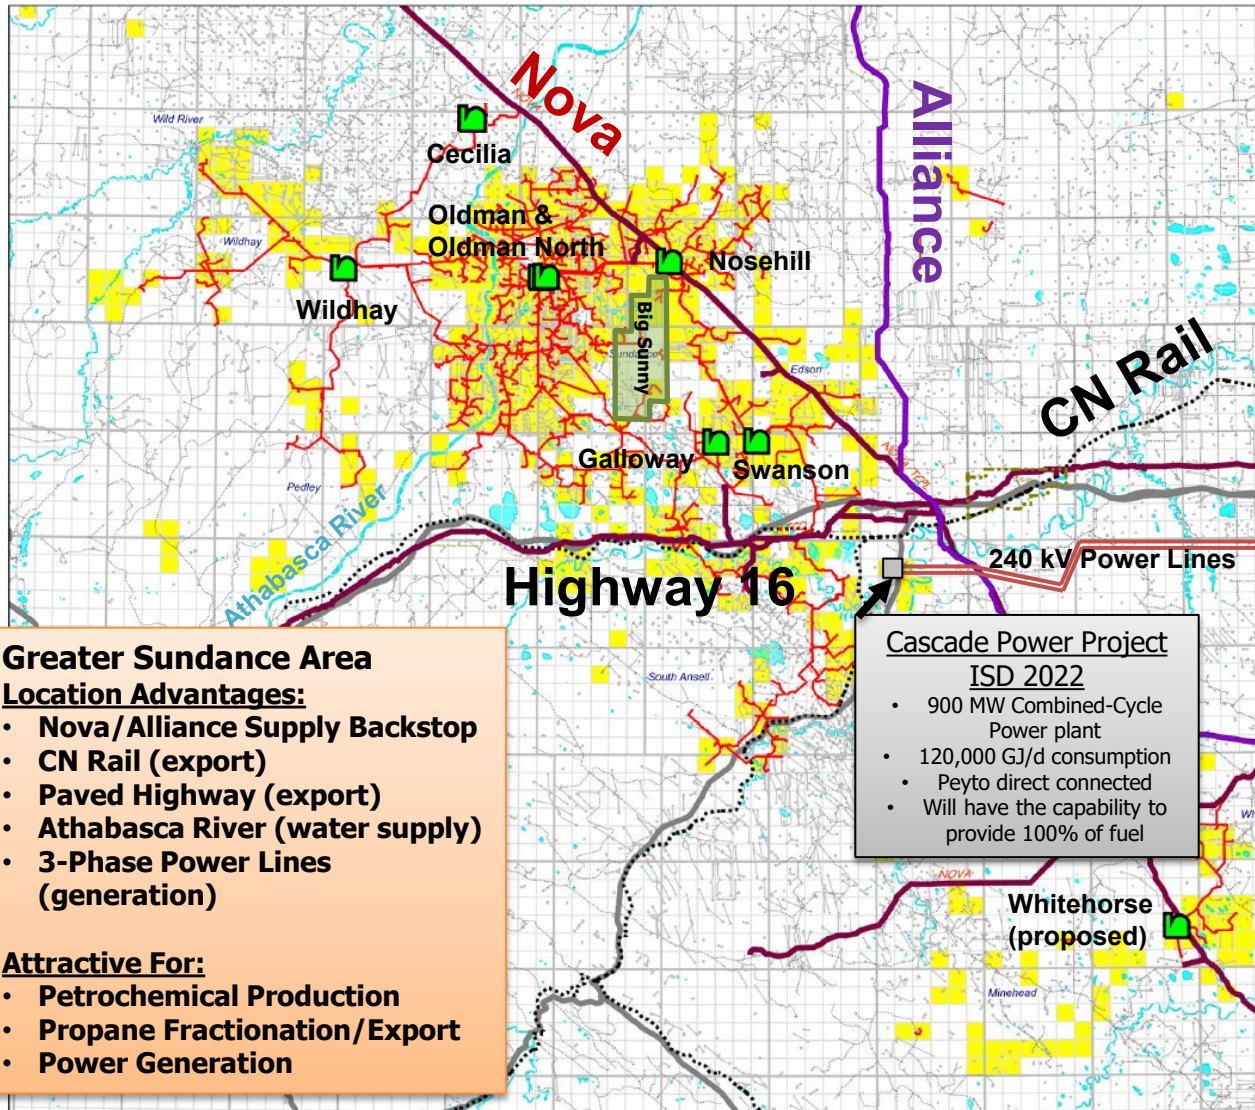 Nova
NOVA
Alliance
Wild River
Cecilia
Oldman &
Oldman North
Wildhay
Nosehill
Wildhay
Big Sunny
Sundance
Edson
CN Rail
Galloway
Swanson
Pedley
Athabasca River
Highway 16
240 kV Power Lines
Greater Sundance Area
Location Advantages:
• Nova/Alliance Supply Backstop
• CN Rail (export)
• Paved Highway (export)
• Athabasca River (water supply)
• 3-Phase Power Lines
(generation)
Attractive For:
• Petrochemical Production
• Propane Fractionation/Export
• Power Generation
South Ansell
Cascade Power Project
ISD 2022
• 900 MW Combined-Cycle
Power plant
• 120,000 GJ/d consumption
• Peyto direct connected
• Will have the capability to
provide 100% of fuel
NOVA
Whitehorse
(proposed)
Minehead